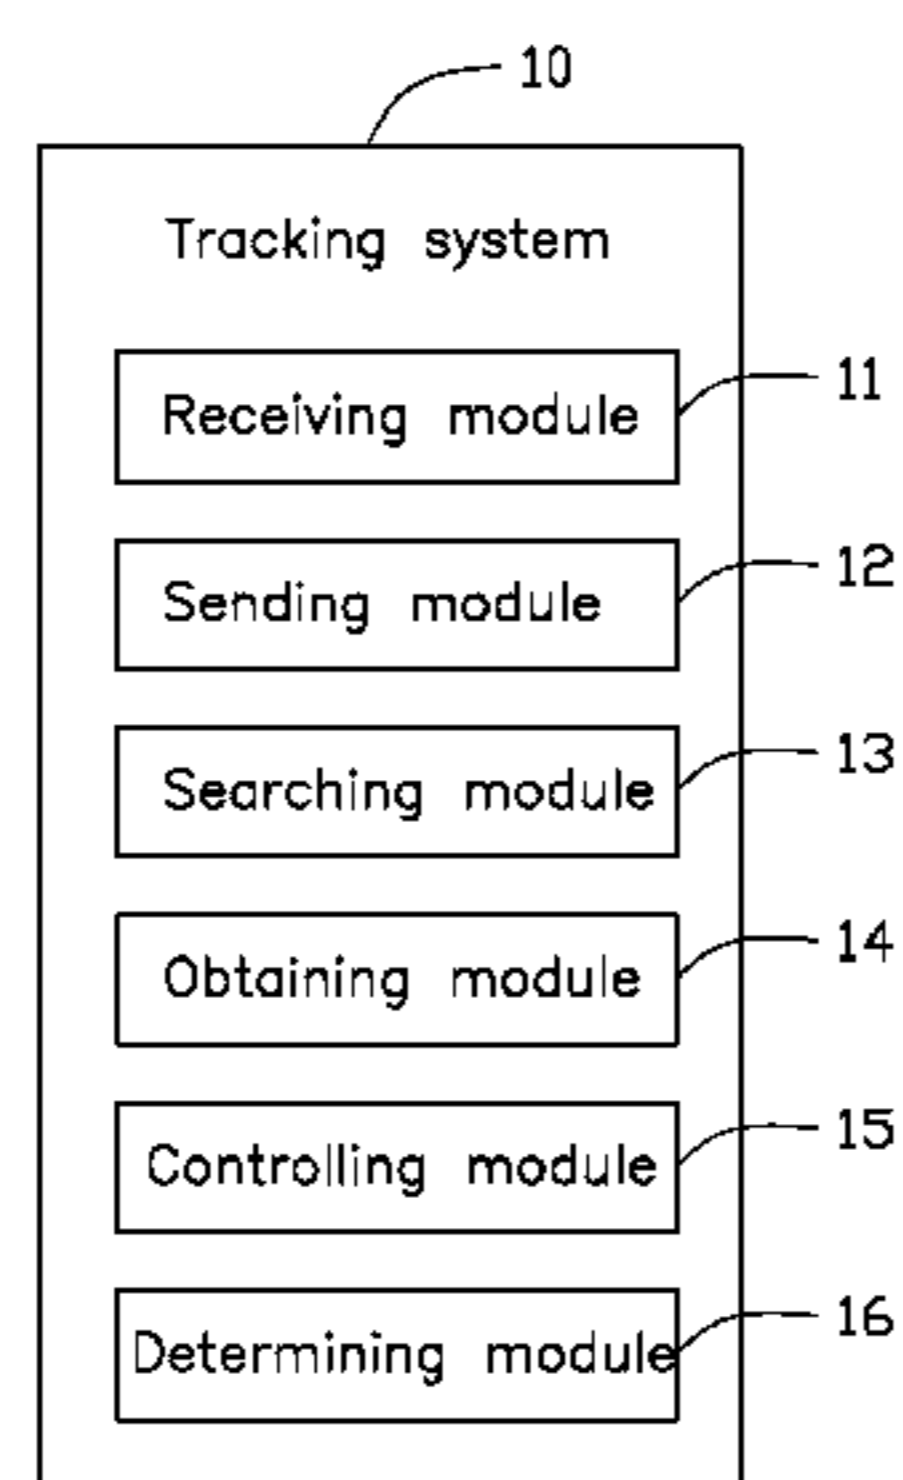 10
Tracking system
Receiving module 11
Sending module 12
Searching module 13
Obtaining module 14
Controlling module 15
Determining module 16